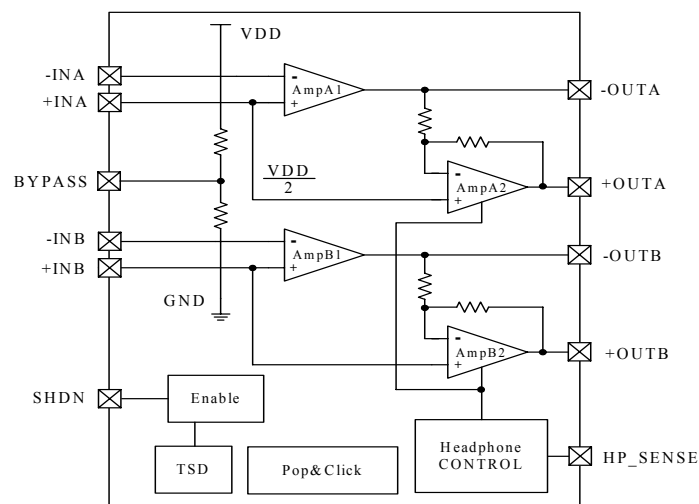 VDD
-INA
+INA
-
+
AmpA1
-OUTA
BYPASS
VDD
2
-
+
AmpA2
+OUTA
-INB
+INB
-
+
AmpB1
-OUTB
GND
-
+
AmpB2
+OUTB
SHDN
Enable
TSD
Pop&Click
Headphone
CONTROL
HP_SENSE